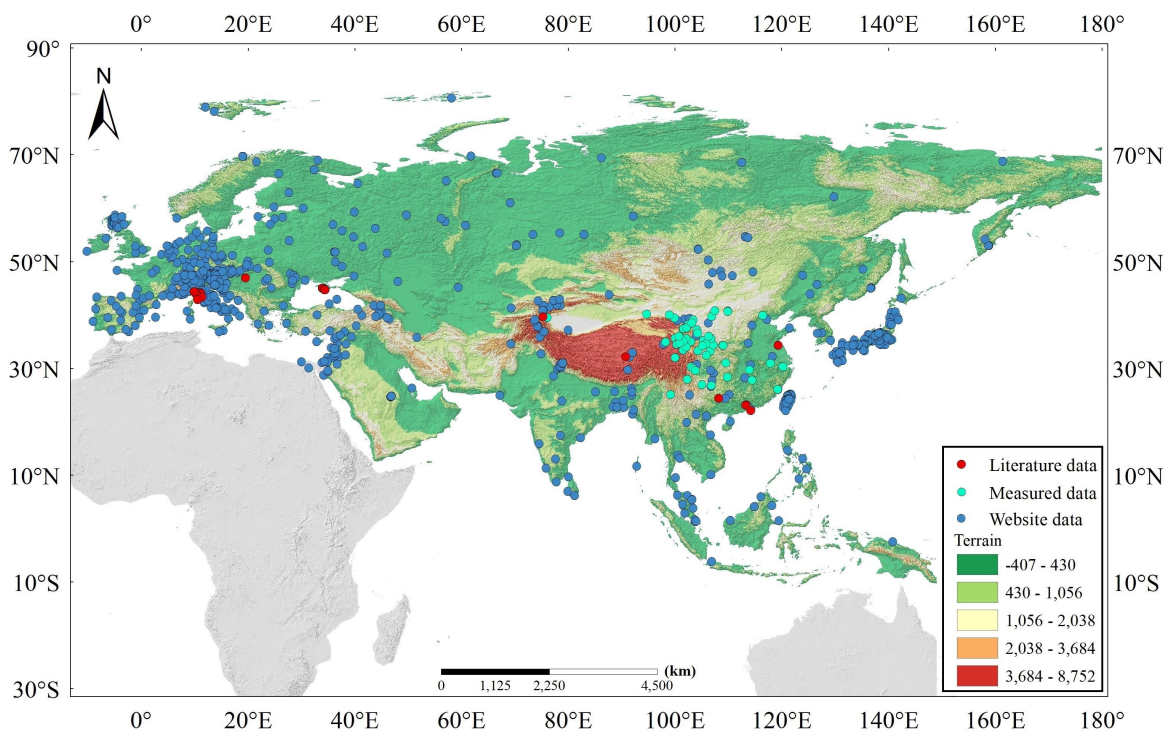 0° 20°E 40°E 60°E 80°E 100°E 120°E 140°E 160°E 180°
90°
N
70°N 70°N
50°N 50°N
30°N 30°N
10°N 10°N
10°S 10°S
30°S
Literature data
Measured data
Website data
Terrain
-407 - 430
430 - 1,056
1,056 - 2,038
2,038 - 3,684
3,684 - 8,752
(km)
0 1,125 2,250 4,500
0° 20°E 40°E 60°E 80°E 100°E 120°E 140°E 160°E 180°